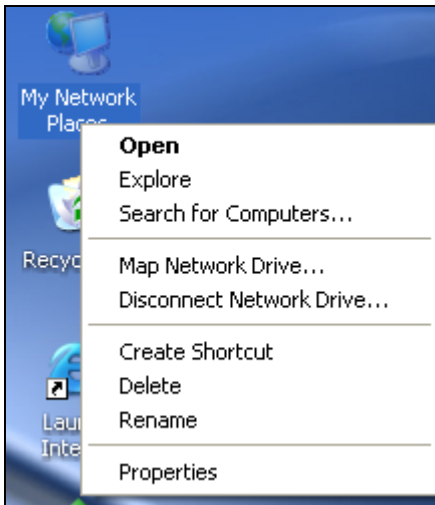 My Network
Places
Open
Explore
Search for Computers...
Map Network Drive...
Disconnect Network Drive...
Create Shortcut
Delete
Rename
Properties